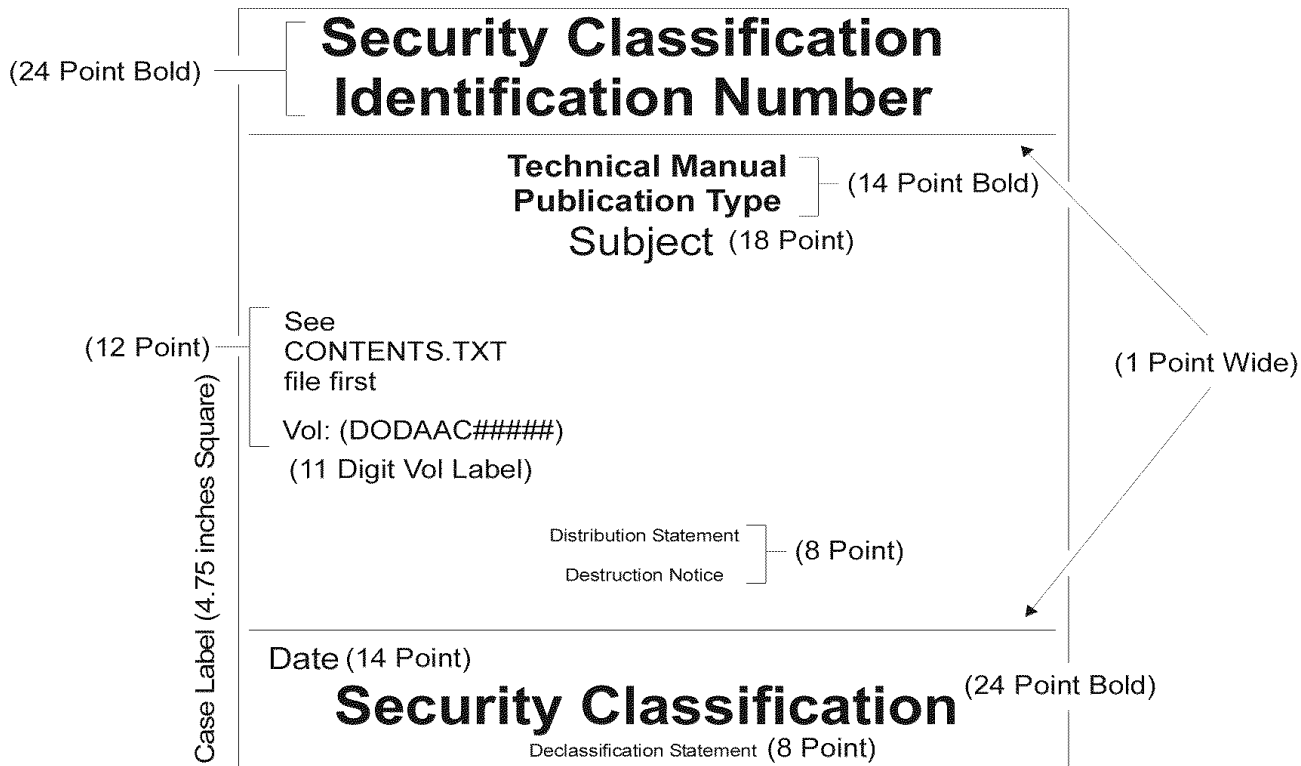 Security Classification
(24 Point Bold)
Identification Number
Technical Manual
Publication Type
(14 Point Bold)
Subject (18 Point)
(12 Point)
See
CONTENTS.TXT
file first
(1 Point Wide)
Vol: (DODAAC#####)
(11 Digit Vol Label)
Case Label (4.75 inches Square)
Distribution Statement
(8 Point)
Destruction Notice
Date (14 Point)
Security Classification (24 Point Bold)
Declassification Statement (8 Point)